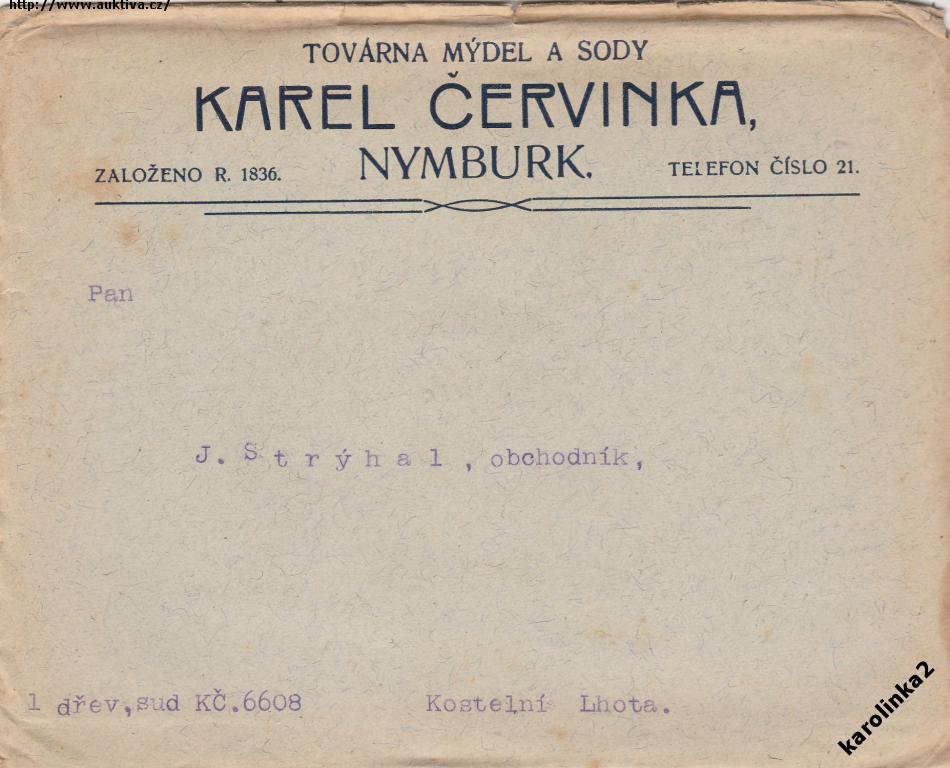 http://www.auktiva.cz/
TOVÁRNA MÝDEL A SODY
KAREL ČERVINKA,
ZALOŽENO R. 1836. NYMBURK. TELEFON ČÍSLO 21.
Pan
J. Strýhal, obchodník,
1 dřev,sud KČ.6608 Kostelní Lhota.
karolinka2